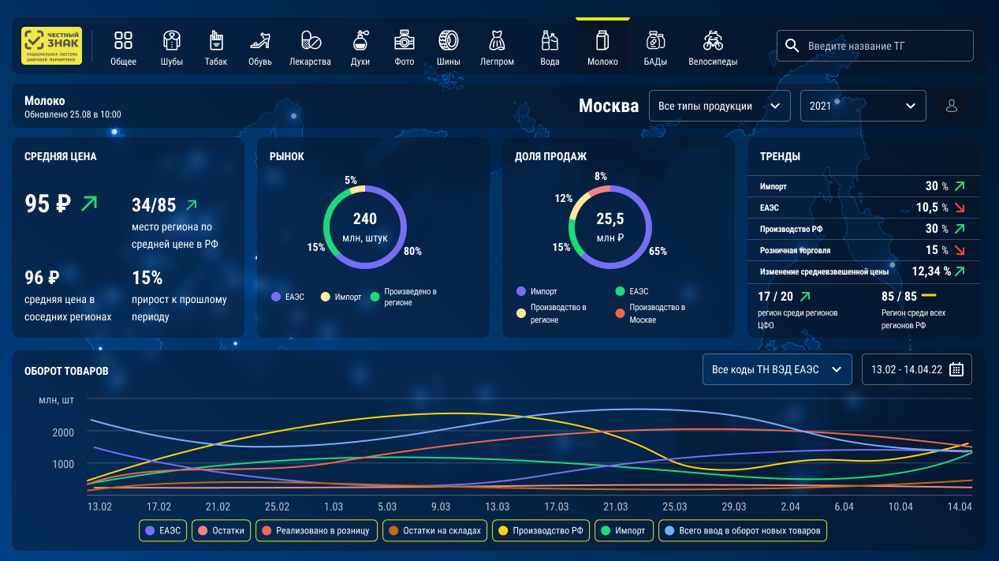 ЧЕСТНЫЙ
ЗНАК
НАЦИОНАЛЬНАЯ СИСТЕМА
ЦИФРОВОЙ МАРКИРОВКИ
Общее
Шубы
Табак
Обувь
Лекарства
Духи
Фото
Шины
Легпром
Вода
Молоко
БАДы
Велосипеды
Введите название ТГ
Молоко
Обновлено 25.08 в 10:00
Москва
Все типы продукции
2021
СРЕДНЯЯ ЦЕНА
95 ₽
34/85
место региона по
средней цене в РФ
96 ₽
средняя цена в
соседних регионах
15%
прирост к прошлому
периоду
РЫНОК
5%
240
млн, штук
15%
80%
ЕАЭС
Импорт
Произведено в
регионе
ДОЛЯ ПРОДАЖ
8%
12%
25,5
млн ₽
15%
65%
Импорт
ЕАЭС
Производство в
регионе
Производство в
Москве
ТРЕНДЫ
Импорт 30 %
ЕАЭС 10,5 %
Производство РФ 30 %
Розничная торговля 15 %
Изменение средневзвешенной цены 12,34 %
17 / 20
регион среди регионов
ЦФО
85 / 85
Регион среди всех
регионов РФ
ОБОРОТ ТОВАРОВ
Все коды ТН ВЭД ЕАЭС
13.02 - 14.04.22
млн, шт
2000
1000
13.02 17.02 21.02 25.02 1.03 5.03 9.03 13.03 17.03 21.03 25.03 29.03 2.04 6.04 10.04 14.04
ЕАЭС
Остатки
Реализовано в розницу
Остатки на складах
Производство РФ
Импорт
Всего ввод в оборот новых товаров